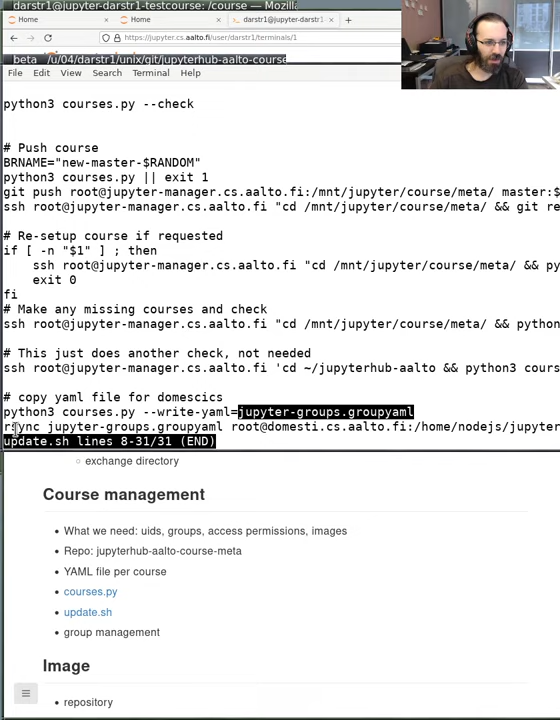 darstr1@jupyter-darstr1-testcourse: /course — Mozilla
Home × Home × darstr1@jupyter-darstr1-testc ×
https://jupyter.cs.aalto.fi/user/darstr1/terminals/1
beta /u/04/darstr1/unix/git/jupyterhub-aalto-course
File Edit View Search Terminal Help
python3 courses.py --check
# Push course
BRNAME="new-master-$RANDOM"
python3 courses.py || exit 1
git push root@jupyter-manager.cs.aalto.fi:/mnt/jupyter/course/meta/ master:$
ssh root@jupyter-manager.cs.aalto.fi "cd /mnt/jupyter/course/meta/ && git re
# Re-setup course if requested
if [ -n "$1" ] ; then
ssh root@jupyter-manager.cs.aalto.fi "cd /mnt/jupyter/course/meta/ && py
exit 0
fi
# Make any missing courses and check
ssh root@jupyter-manager.cs.aalto.fi "cd /mnt/jupyter/course/meta/ && python
# This just does another check, not needed
ssh root@jupyter-manager.cs.aalto.fi 'cd ~/jupyterhub-aalto && python3 cours
# copy yaml file for domescics
python3 courses.py --write-yaml=jupyter-groups.groupyaml
rsync jupyter-groups.groupyaml root@domesti.cs.aalto.fi:/home/nodejs/jupyter
update.sh lines 8-31/31 (END)
exchange directory
Course management
• What we need: uids, groups, access permissions, images
• Repo: jupyterhub-aalto-course-meta
• YAML file per course
• courses.py
• update.sh
• group management
Image
• repository